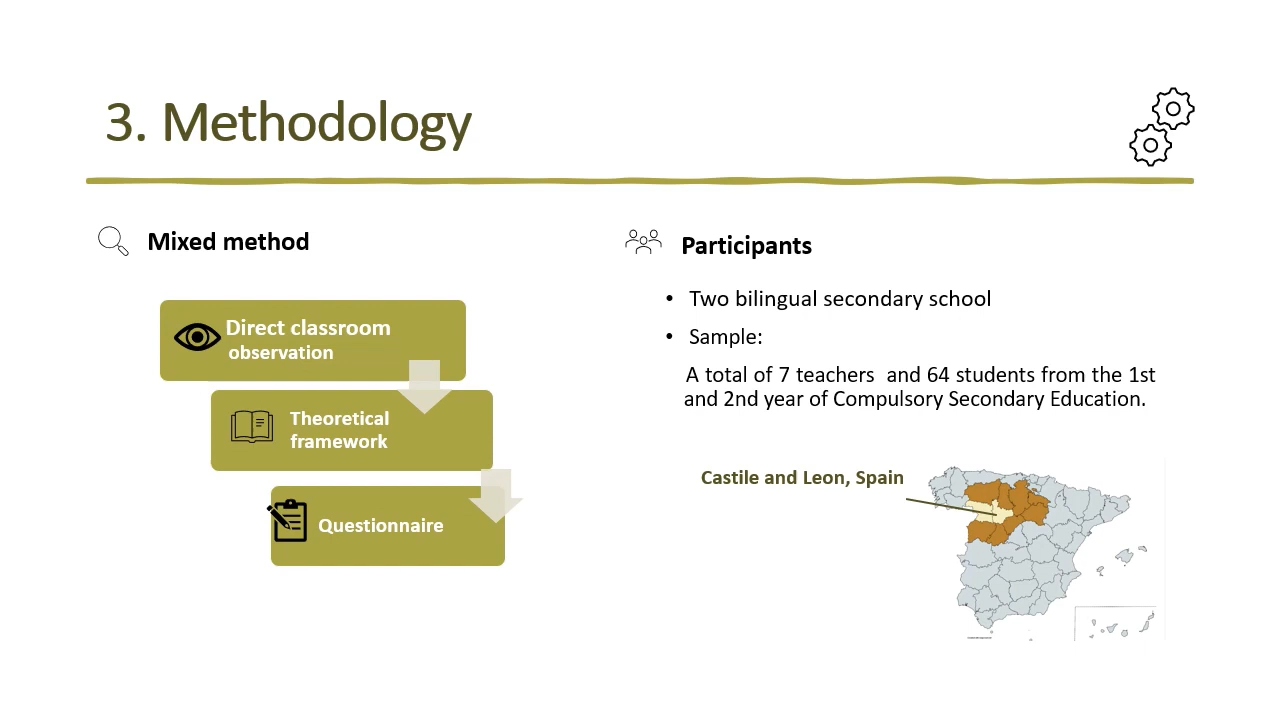 3. Methodology
Mixed method
Direct classroom
observation
Theoretical
framework
Questionnaire
Participants
• Two bilingual secondary school
• Sample:
A total of 7 teachers  and 64 students from the 1st
and 2nd year of Compulsory Secondary Education.
Castile and Leon, Spain